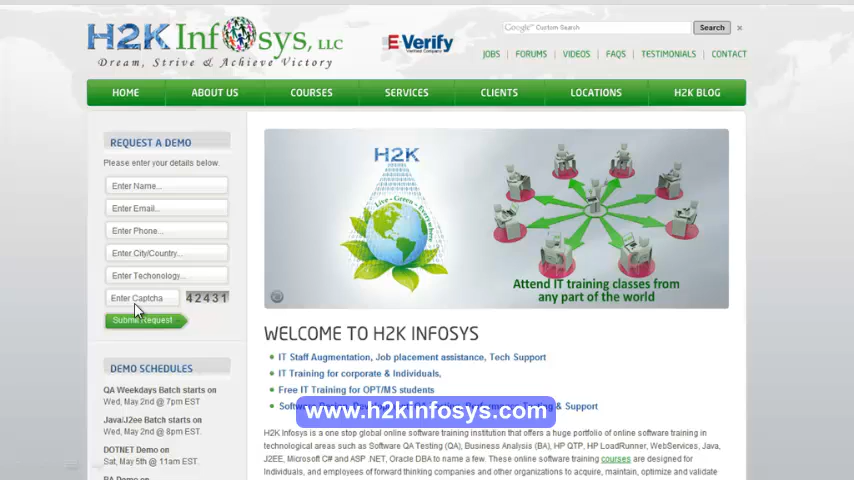 H2K Infosys, LLC
Dream, Strive & Achieve Victory
E-Verify
Google™ Custom Search
Search
×
JOBS | FORUMS | VIDEOS | FAQS | TESTIMONIALS | CONTACT
HOME ABOUT US COURSES SERVICES CLIENTS LOCATIONS H2K BLOG
REQUEST A DEMO
Please enter your details below.
Enter Name...
Enter Email...
Enter Phone...
Enter City/Country...
Enter Techonology...
Enter Captcha 42431
Submit Request
DEMO SCHEDULES
QA Weekdays Batch starts on
Wed, May 2nd @ 7pm EST
Java/J2ee Batch starts on
Wed, May 2nd @ 8pm EST.
DOTNET Demo on
Sat, May 5th @ 11am EST.
BA Demo on
H2K
Live - Green - Every
Attend IT training classes from
any part of the world
WELCOME TO H2K INFOSYS
IT Staff Augmentation, Job placement assistance, Tech Support
IT Training for corporate & Individuals,
Free IT Training for OPT/MS students
Software Testing & Support
www.h2kinfosys.com
H2K Infosys is a one stop global online software training institution that offers a huge portfolio of online software training in
technological areas such as Software QA Testing (QA), Business Analysis (BA), HP QTP, HP LoadRunner, WebServices, Java,
J2EE, Microsoft C# and ASP .NET, Oracle DBA to name a few. These online software training courses are designed for
Individuals, and employees of forward thinking companies and other organizations to acquire, maintain, optimize and validate